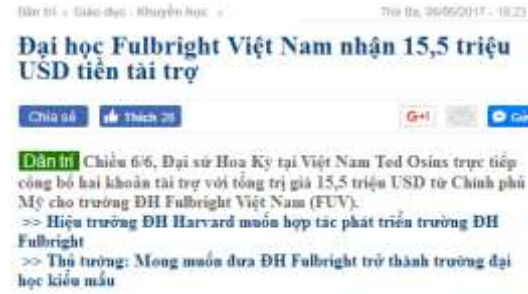 Dân trí > Giáo dục - Khuyến học >
Thứ Ba, 06/06/2017 - 18:23
Đại học Fulbright Việt Nam nhận 15,5 triệu
USD tiền tài trợ
Chia sẻ Thích 28 G+1
Dân trí Chiều 6/6, Đại sứ Hoa Kỳ tại Việt Nam Ted Osius trực tiếp
công bố hai khoản tài trợ với tổng trị giá 15,5 triệu USD từ Chính phủ
Mỹ cho trường ĐH Fulbright Việt Nam (FUV).
>> Hiệu trưởng ĐH Harvard muốn hợp tác phát triển trường ĐH
Fulbright
>> Thủ tướng: Mong muốn đưa ĐH Fulbright trở thành trường đại
học kiểu mẫu